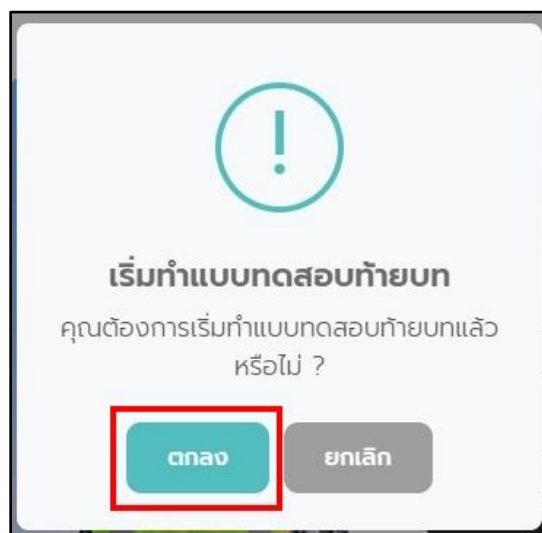 !
เริ่มทำแบบทดสอบท้ายบท
คุณต้องการเริ่มทำแบบทดสอบท้ายบทแล้ว
หรือไม่ ?
ตกลง ยกเลิก